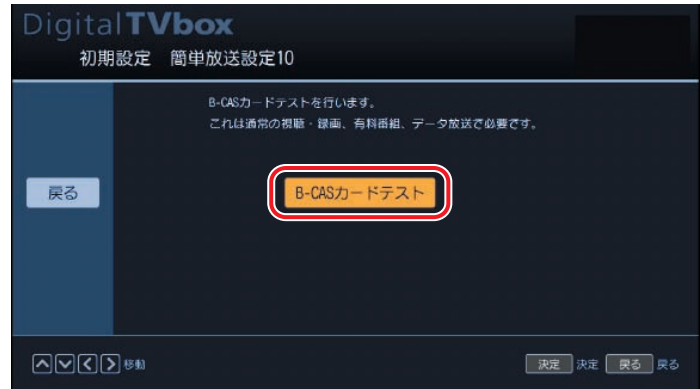 DigitalTVbox
初期設定 簡単放送設定10
B-CASカードテストを行います。
これは通常の視聴・録画、有料番組、データ放送で必要です。
戻る
B-CASカードテスト
移動
決定 決定 戻る 戻る